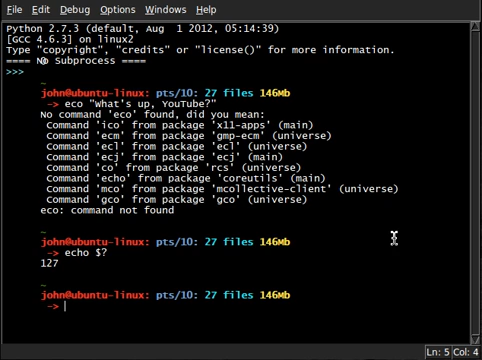 File Edit Debug Options Windows Help
Python 2.7.3 (default, Aug  1 2012, 05:14:39)
[GCC 4.6.3] on linux2
Type "copyright", "credits" or "license()" for more information.
==== No Subprocess ====
>>>
~
john@ubuntu-linux: pts/10: 27 files 146Mb
-> eco "What's up, YouTube?"
No command 'eco' found, did you mean:
Command 'ico' from package 'x11-apps' (main)
Command 'ecm' from package 'gmp-ecm' (universe)
Command 'ecl' from package 'ecl' (universe)
Command 'ecj' from package 'ecj' (main)
Command 'co' from package 'rcs' (universe)
Command 'echo' from package 'coreutils' (main)
Command 'mco' from package 'mcollective-client' (universe)
Command 'gco' from package 'gco' (universe)
eco: command not found
~
john@ubuntu-linux: pts/10: 27 files 146Mb
-> echo $?
127
~
john@ubuntu-linux: pts/10: 27 files 146Mb
->
Ln: 5 Col: 4